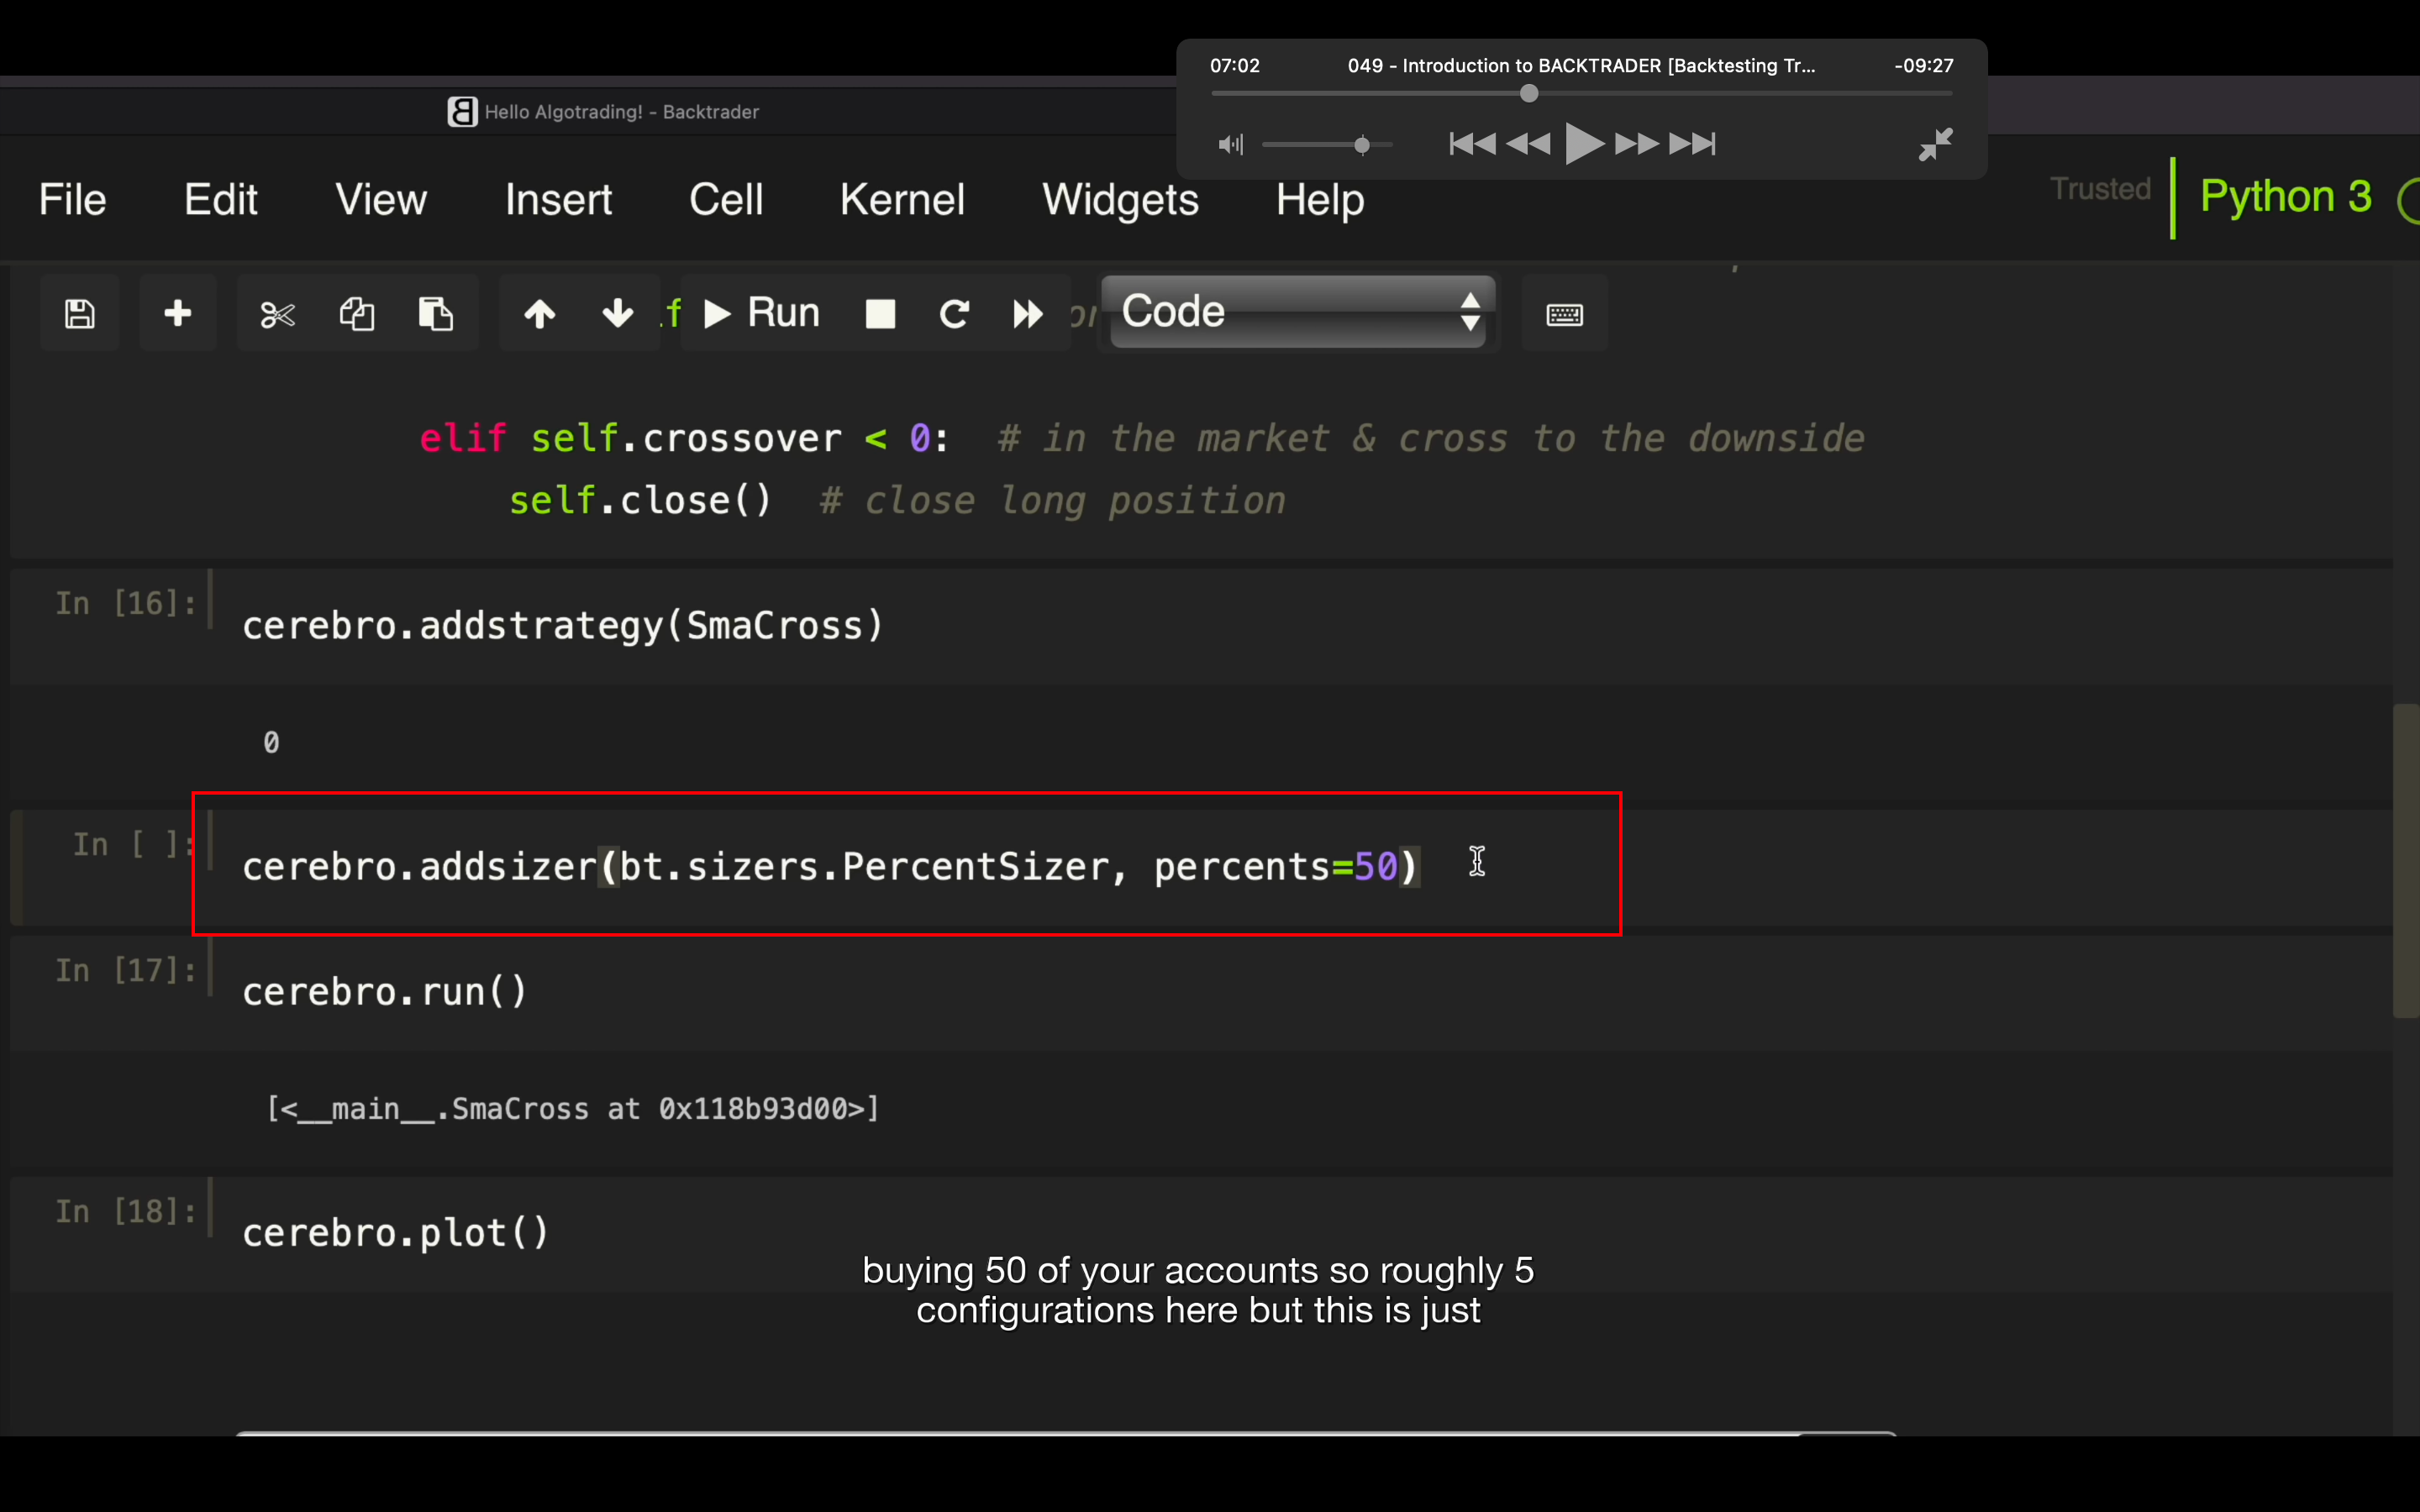 07:02 049 - Introduction to BACKTRADER [Backtesting Tr... -09:27
Hello Algotrading! - Backtrader
File Edit View Insert Cell Kernel Widgets Help Trusted Python 3
Run Code
elif self.crossover < 0:  # in the market & cross to the downside
self.close()  # close long position
In [16]: cerebro.addstrategy(SmaCross)
0
In [ ]: cerebro.addsizer(bt.sizers.PercentSizer, percents=50)
In [17]: cerebro.run()
[<__main__.SmaCross at 0x118b93d00>]
In [18]: cerebro.plot()
buying 50 of your accounts so roughly 5
configurations here but this is just